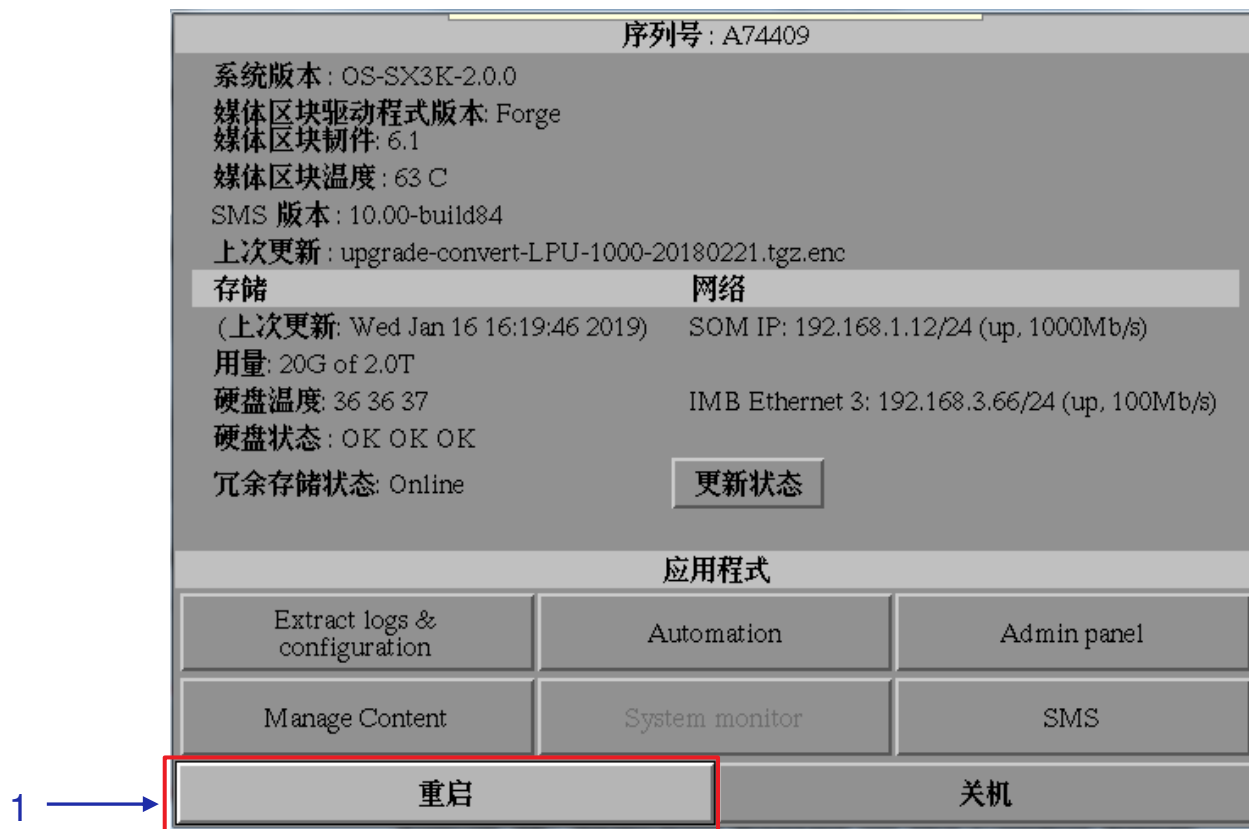 序列号 : A74409
系统版本 : OS-SX3K-2.0.0
媒体区块驱动程式版本: Forge
媒体区块韧件: 6.1
媒体区块温度 : 63 C
SMS 版本 : 10.00-build84
上次更新 : upgrade-convert-LPU-1000-20180221.tgz.enc
存储 网络
(上次更新: Wed Jan 16 16:19:46 2019) SOM IP: 192.168.1.12/24 (up, 1000Mb/s)
用量: 20G of 2.0T
硬盘温度: 36 36 37 IMB Ethernet 3: 192.168.3.66/24 (up, 100Mb/s)
硬盘状态 : OK OK OK
冗余存储状态: Online 更新状态
应用程式
Extract logs &
configuration
Automation
Admin panel
Manage Content
System monitor
SMS
1
重启
关机